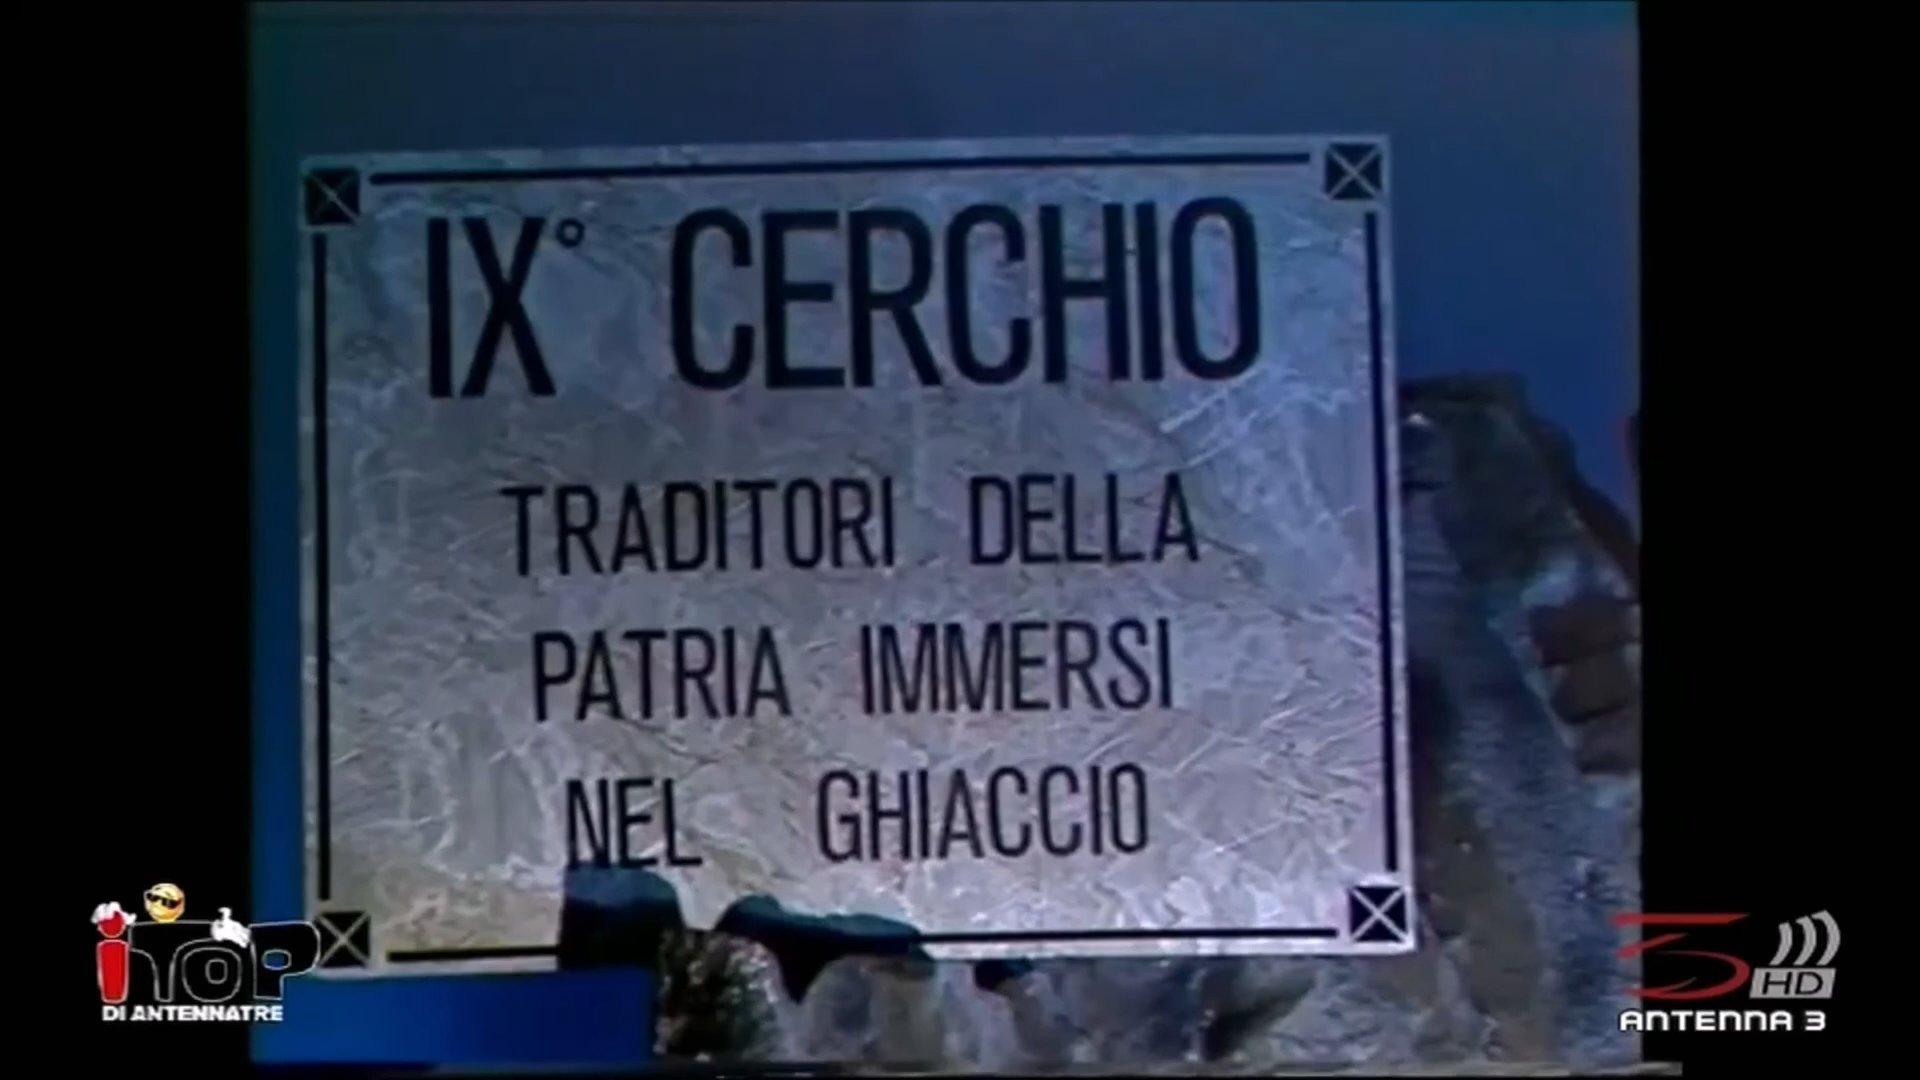 IX° CERCHIO
TRADITORI DELLA
PATRIA IMMERSI
NEL GHIACCIO
iTOP
DI ANTENNATRE
3 HD
ANTENNA 3